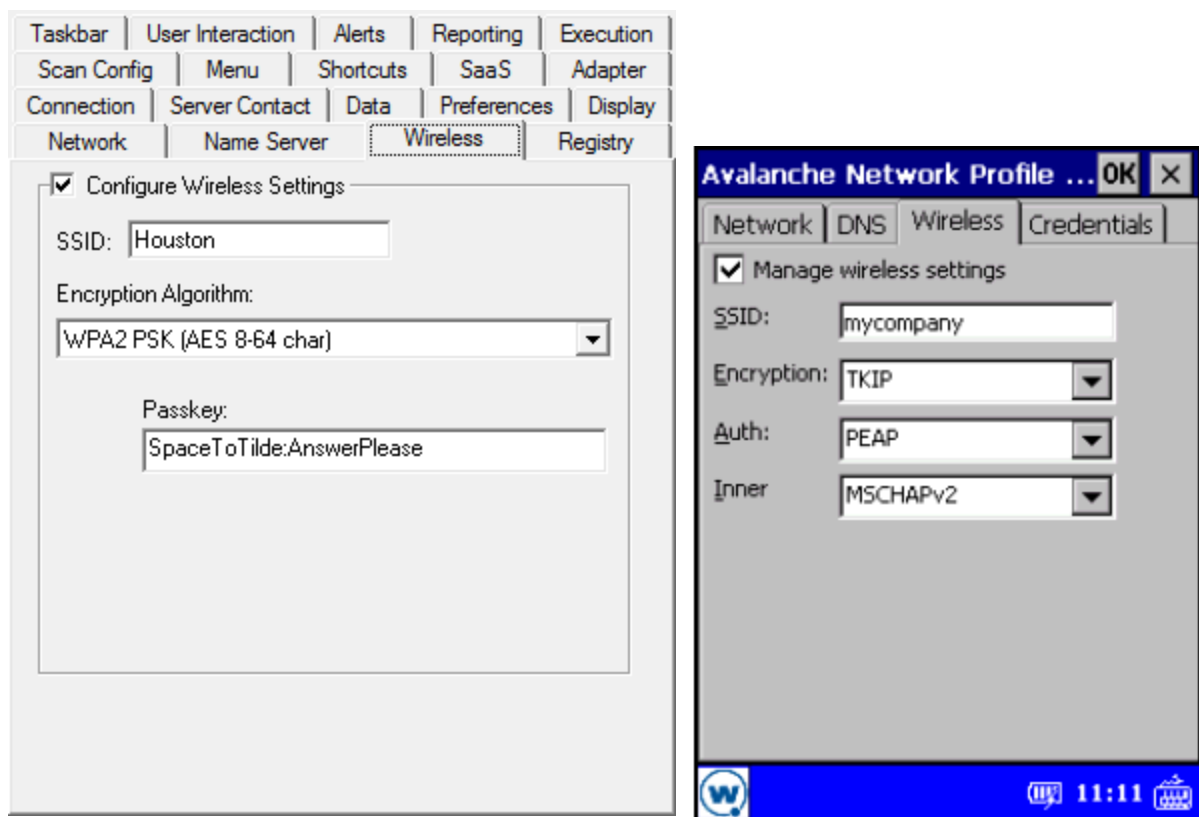 Taskbar User Interaction Alerts Reporting Execution
Scan Config Menu Shortcuts SaaS Adapter
Connection Server Contact Data Preferences Display
Network Name Server Wireless Registry
Configure Wireless Settings
SSID: Houston
Encryption Algorithm:
WPA2 PSK (AES 8-64 char)
Passkey:
SpaceToTilde:AnswerPlease
Avalanche Network Profile ... OK
Network DNS Wireless Credentials
Manage wireless settings
SSID: mycompany
Encryption: TKIP
Auth: PEAP
Inner MSCHAPv2
w 11:11